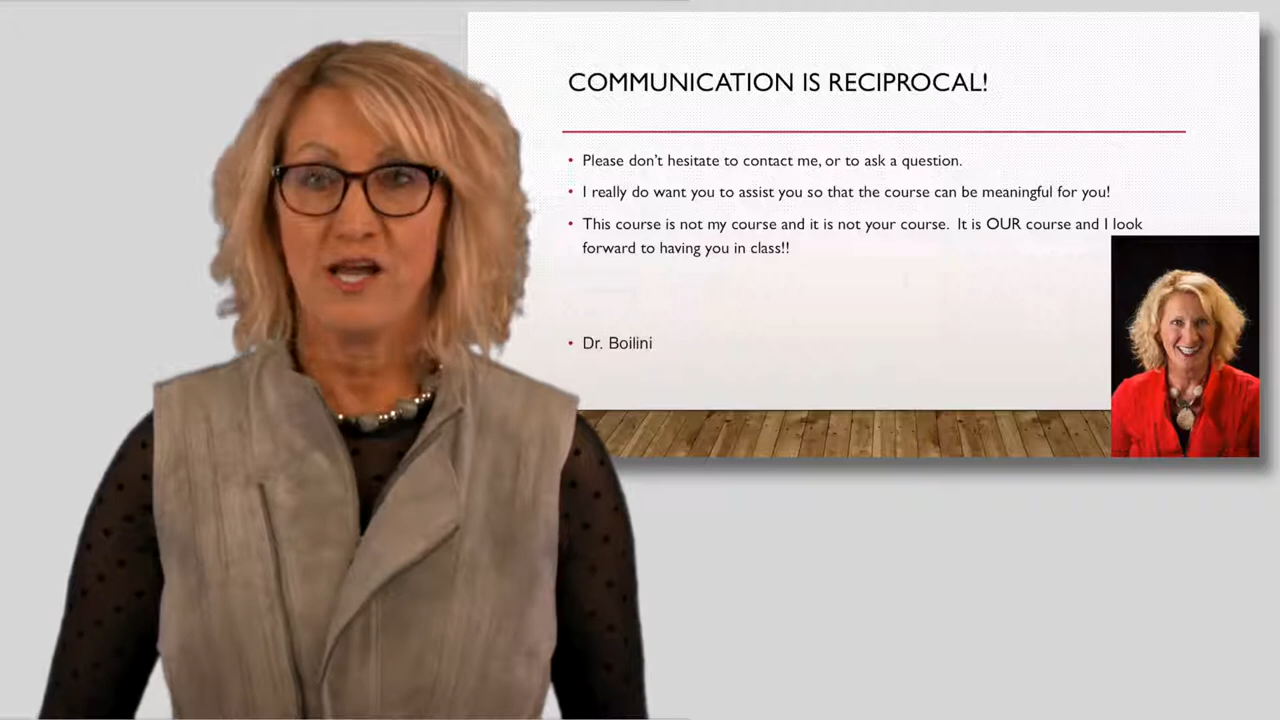 COMMUNICATION IS RECIPROCAL!
• Please don't hesitate to contact me, or to ask a question.
• I really do want you to assist you so that the course can be meaningful for you!
• This course is not my course and it is not your course.  It is OUR course and I look
forward to having you in class!!
• Dr. Boilini